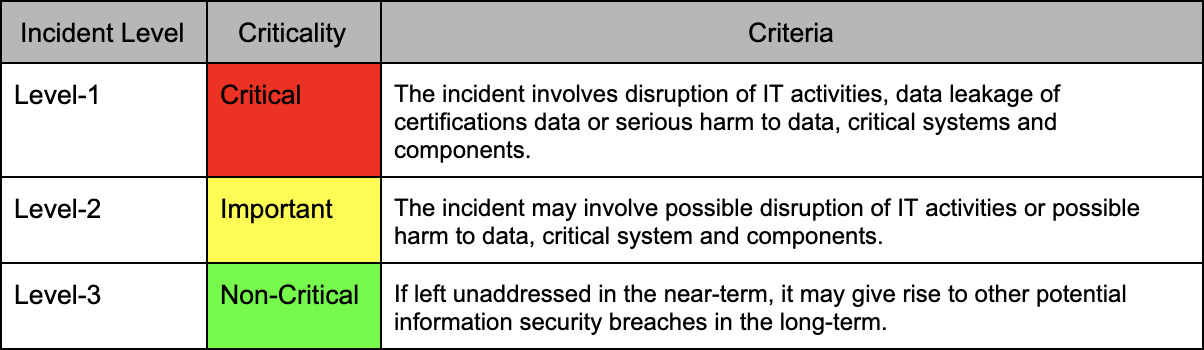 Incident Level Criticality Criteria
Level-1 Critical The incident involves disruption of IT activities, data leakage of
certifications data or serious harm to data, critical systems and
components.
Level-2 Important The incident may involve possible disruption of IT activities or possible
harm to data, critical system and components.
Level-3 Non-Critical If left unaddressed in the near-term, it may give rise to other potential
information security breaches in the long-term.